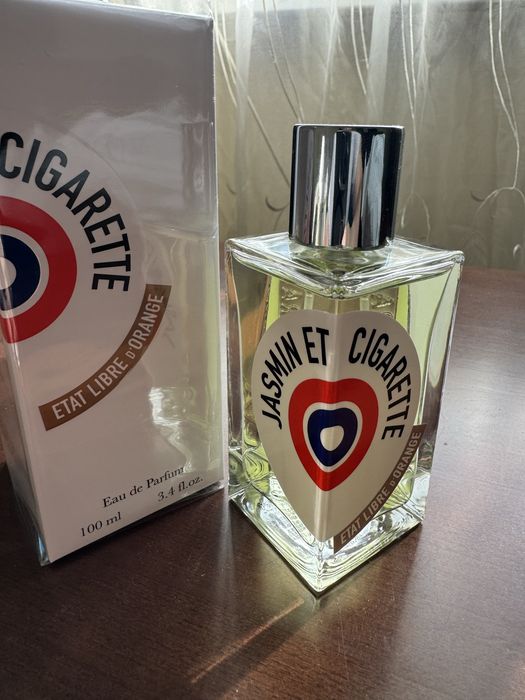 CIGARETTE
ETAT LIBRE D'ORANGE
Eau de Parfum
100 ml 3.4 fl.oz.
JASMIN ET CIGARETTE
ETAT LIBRE D'ORANGE